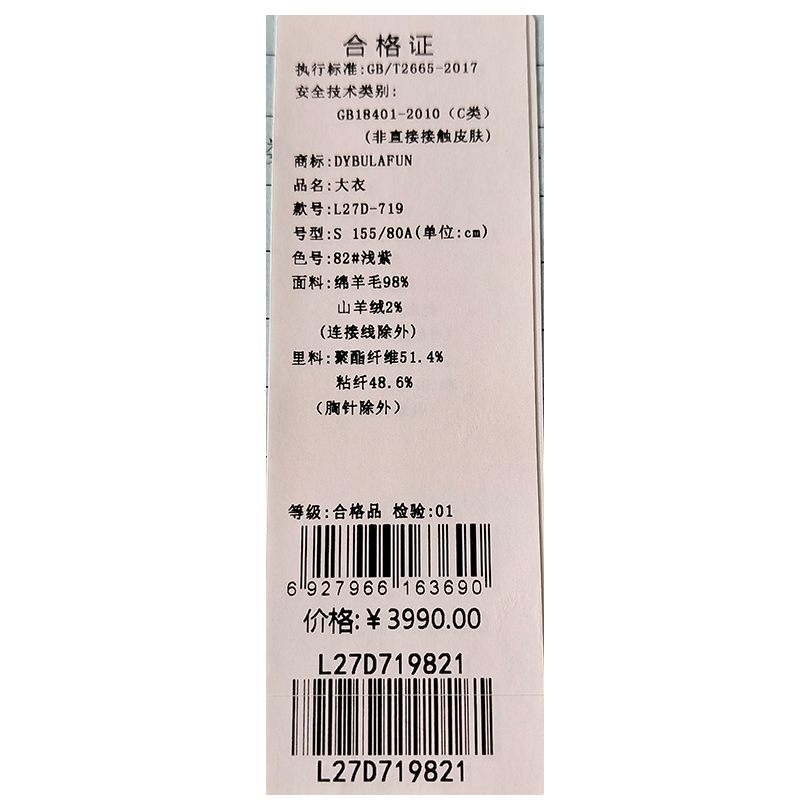 合格证
执行标准:GB/T2665-2017
安全技术类别:
GB18401-2010（C类）
(非直接接触皮肤)
商标:DYBULAFUN
品名:大衣
款号:L27D-719
号型:S 155/80A(单位:cm)
色号:82#浅紫
面料:绵羊毛98%
山羊绒2%
(连接线除外)
里料:聚酯纤维51.4%
粘纤48.6%
（胸针除外）
等级:合格品 检验:01
6 927966 163690
价格:￥3990.00
L27D719821
L27D719821